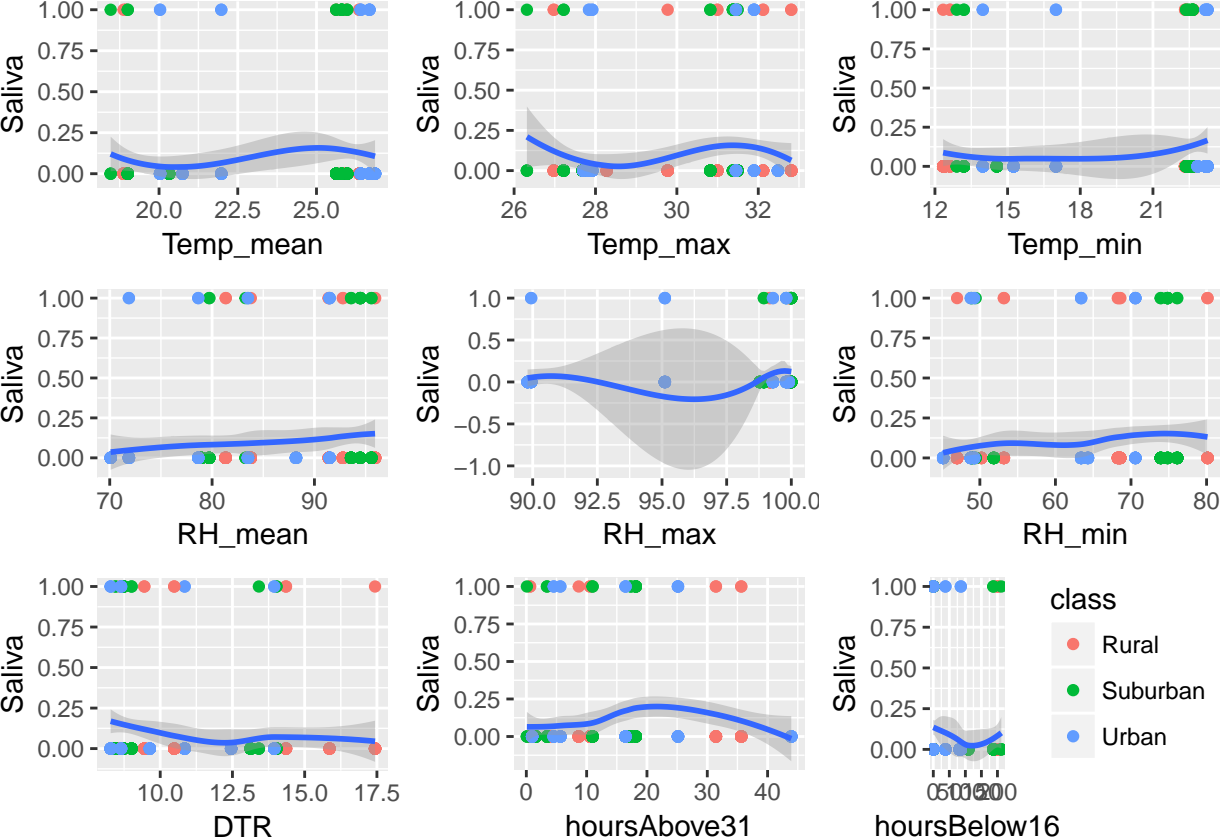 1.00
0.75
0.50
0.25
0.00
Saliva
20.0 22.5 25.0
Temp_mean
1.00
0.75
0.50
0.25
0.00
Saliva
26 28 30 32
Temp_max
1.00
0.75
0.50
0.25
0.00
Saliva
12 15 18 21
Temp_min
1.00
0.75
0.50
0.25
0.00
Saliva
70 80 90
RH_mean
1.0
0.5
0.0
−0.5
−1.0
Saliva
90.0 92.5 95.0 97.5 100.0
RH_max
1.00
0.75
0.50
0.25
0.00
Saliva
50 60 70 80
RH_min
1.00
0.75
0.50
0.25
0.00
Saliva
10.0 12.5 15.0 17.5
DTR
1.00
0.75
0.50
0.25
0.00
Saliva
0 10 20 30 40
hoursAbove31
1.00
0.75
0.50
0.25
0.00
Saliva
0 50 100 150 200
hoursBelow16
class
Rural
Suburban
Urban